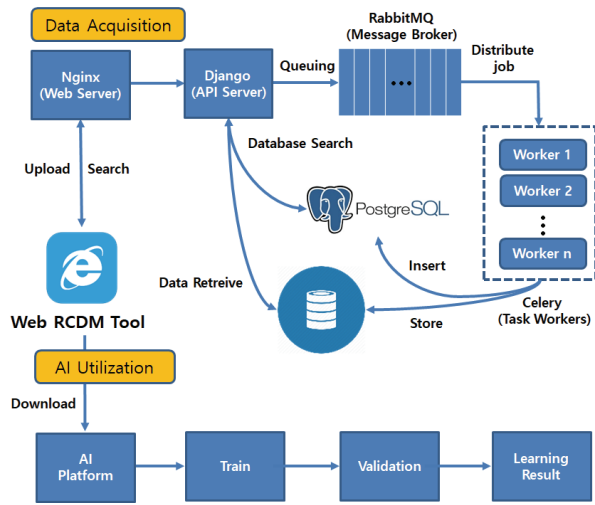 Data Acquisition
Nginx
(Web Server)
Django
(API Server)
Queuing
RabbitMQ
(Message Broker)
Distribute
job
Worker 1
Worker 2
Worker n
Celery
(Task Workers)
Upload
Search
Database Search
PostgreSQL
Insert
Data Retreive
Store
Web RCDM Tool
AI Utilization
Download
AI
Platform
Train
Validation
Learning
Result